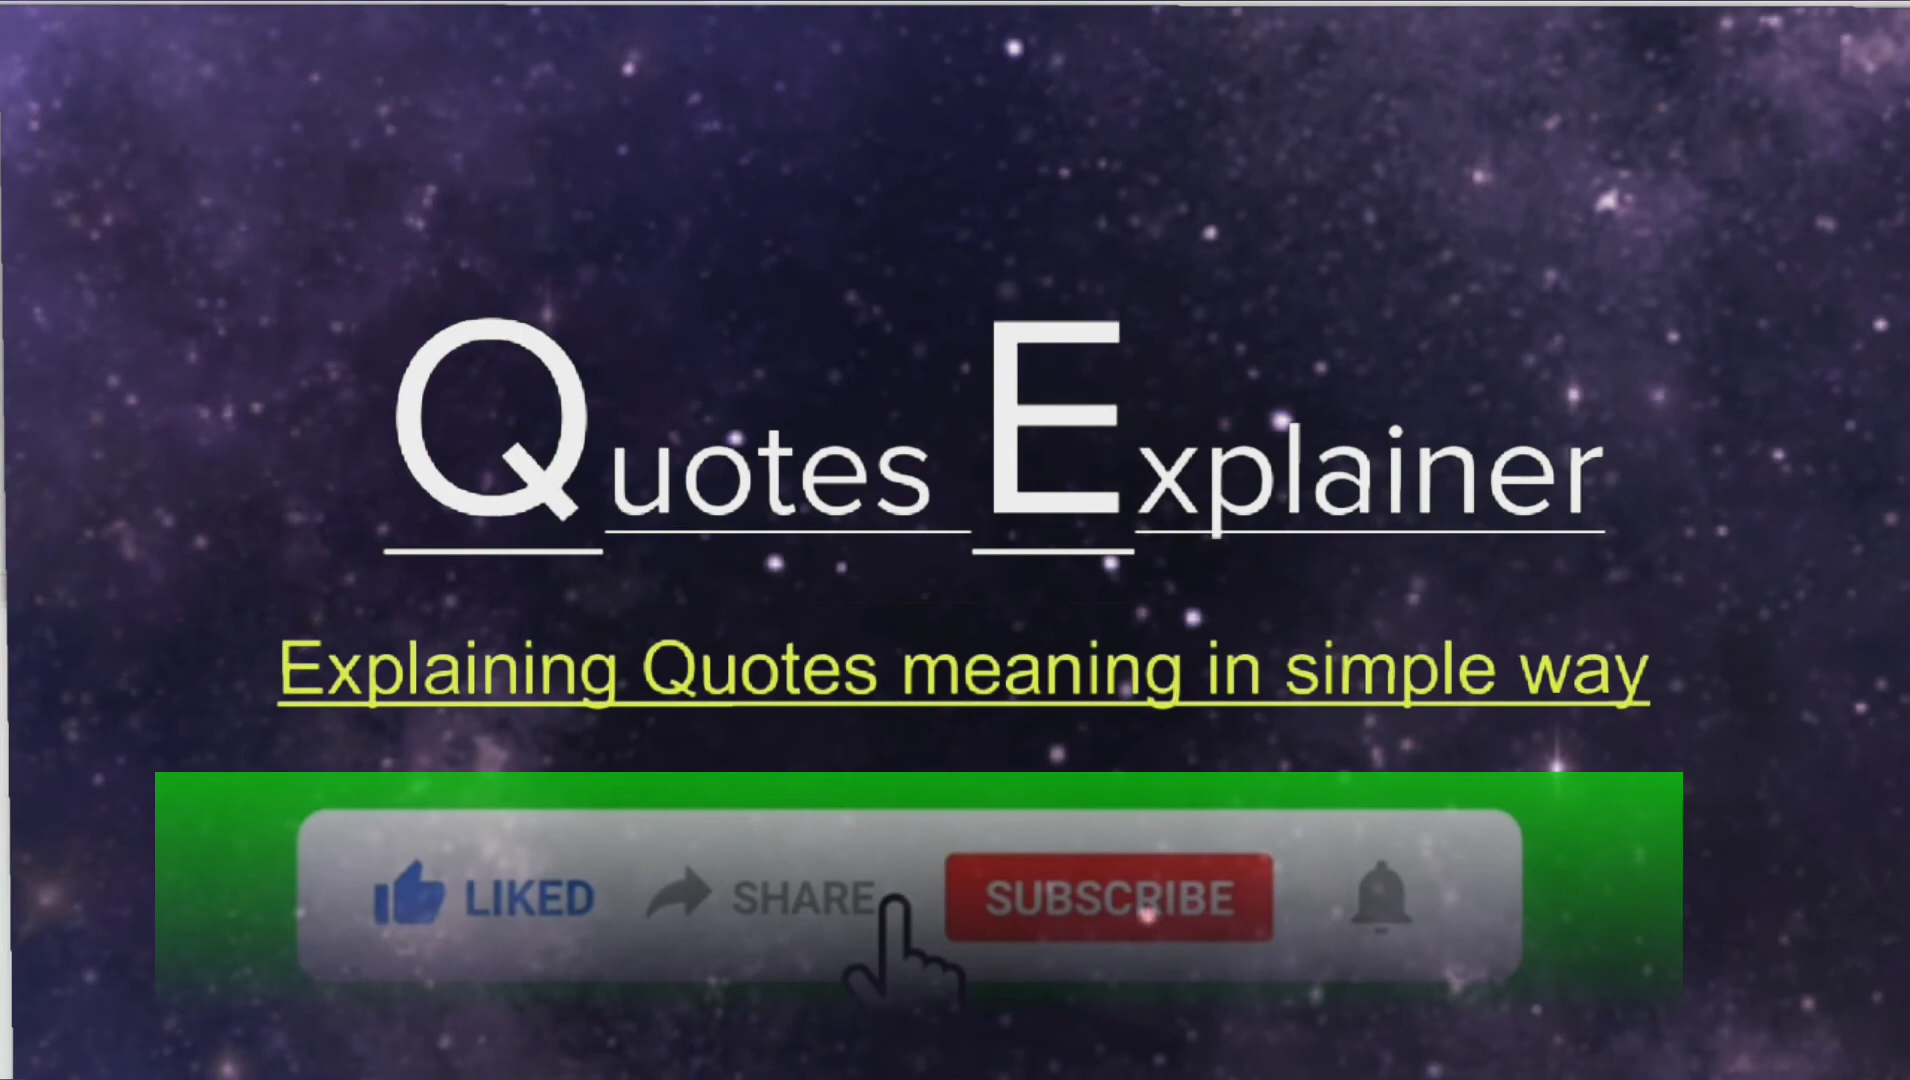 Quotes Explainer
Explaining Quotes meaning in simple way
LIKED SHARE SUBSCRIBE